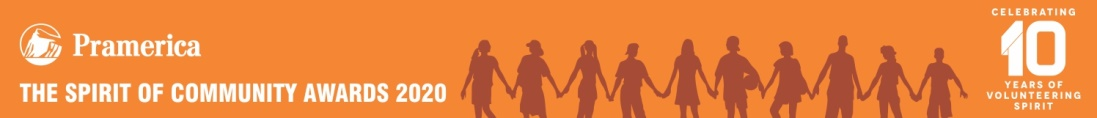 Pramerica
THE SPIRIT OF COMMUNITY AWARDS 2020
CELEBRATING
10
YEARS OF
VOLUNTEERING
SPIRIT